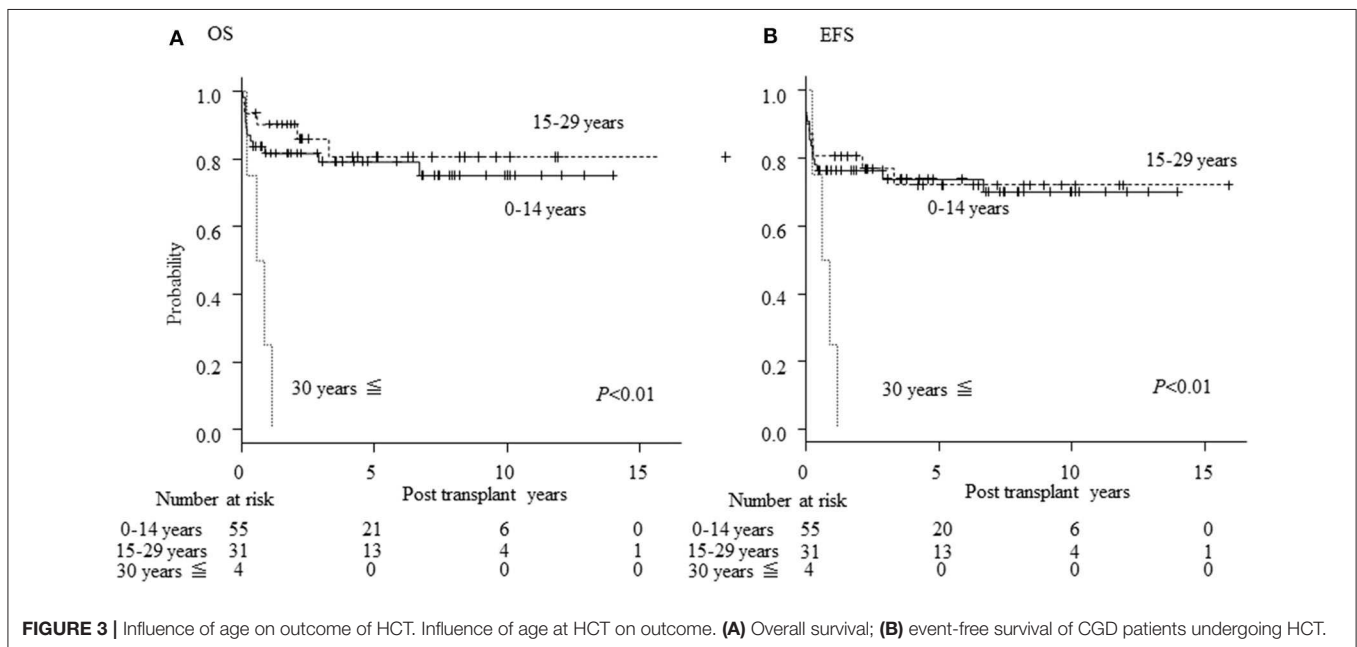 A OS
1.0
0.8
0.6
0.4
0.2
0.0
Probability
15-29 years
0-14 years
30 years ≦
P<0.01
0 5 10 15
Post transplant years
Number at risk
0-14 years 55 21 6 0
15-29 years 31 13 4 1
30 years ≦ 4 0 0 0
B EFS
1.0
0.8
0.6
0.4
0.2
0.0
15-29 years
0-14 years
30 years ≦
P<0.01
0 5 10 15
Post transplant years
Number at risk
0-14 years 55 20 6 0
15-29 years 31 13 4 1
30 years ≦ 4 0 0 0
FIGURE 3 | Influence of age on outcome of HCT. Influence of age at HCT on outcome. (A) Overall survival; (B) event-free survival of CGD patients undergoing HCT.